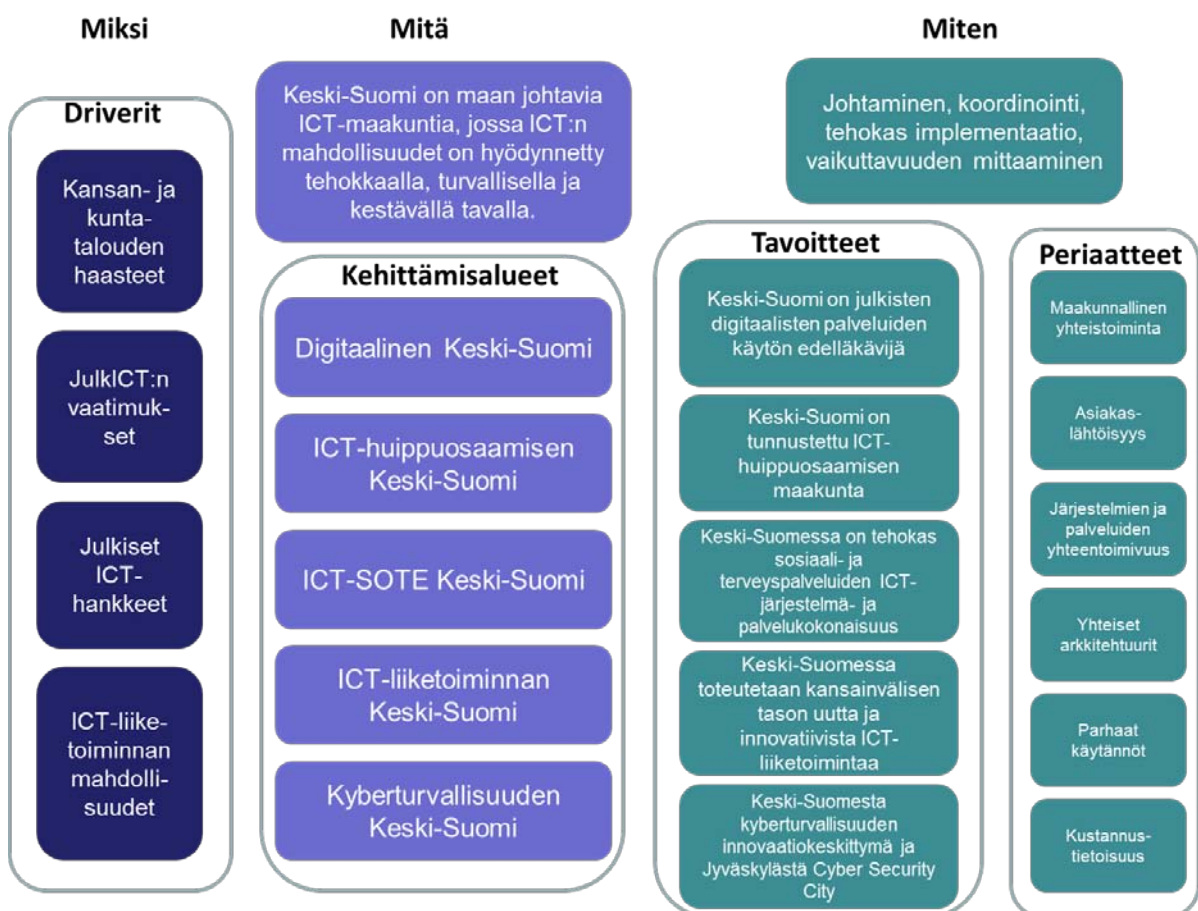 Miksi
Mitä
Miten
Driverit
Kansan- ja
kunta-
talouden
haasteet
JulkICT:n
vaatimuk-
set
Julkiset
ICT-
hankkeet
ICT-liike-
toiminnan
mahdolli-
suudet
Keski-Suomi on maan johtavia
ICT-maakuntia, jossa ICT:n
mahdollisuudet on hyödynnetty
tehokkaalla, turvallisella ja
kestävällä tavalla.
Kehittämisalueet
Digitaalinen Keski-Suomi
ICT-huippuosaamisen
Keski-Suomi
ICT-SOTE Keski-Suomi
ICT-liiketoiminnan
Keski-Suomi
Kyberturvallisuuden
Keski-Suomi
Johtaminen, koordinointi,
tehokas implementaatio,
vaikuttavuuden mittaaminen
Tavoitteet
Keski-Suomi on julkisten
digitaalisten palveluiden
käytön edelläkävijä
Keski-Suomi on
tunnustettu ICT-
huippuosaamisen
maakunta
Keski-Suomessa on tehokas
sosiaali- ja
terveyspalveluiden ICT-
järjestelmä- ja
palvelukokonaisuus
Keski-Suomessa
toteutetaan kansainvälisen
tason uutta ja
innovatiivista ICT-
liiketoimintaa
Keski-Suomesta
kyberturvallisuuden
innovaatiokeskittymä ja
Jyväskylästä Cyber Security
City
Periaatteet
Maakunnallinen
yhteistoiminta
Asiakas-
lähtöisyys
Järjestelmien ja
palveluiden
yhteentoimivuus
Yhteiset
arkkitehtuurit
Parhaat
käytännöt
Kustannus-
tietoisuus